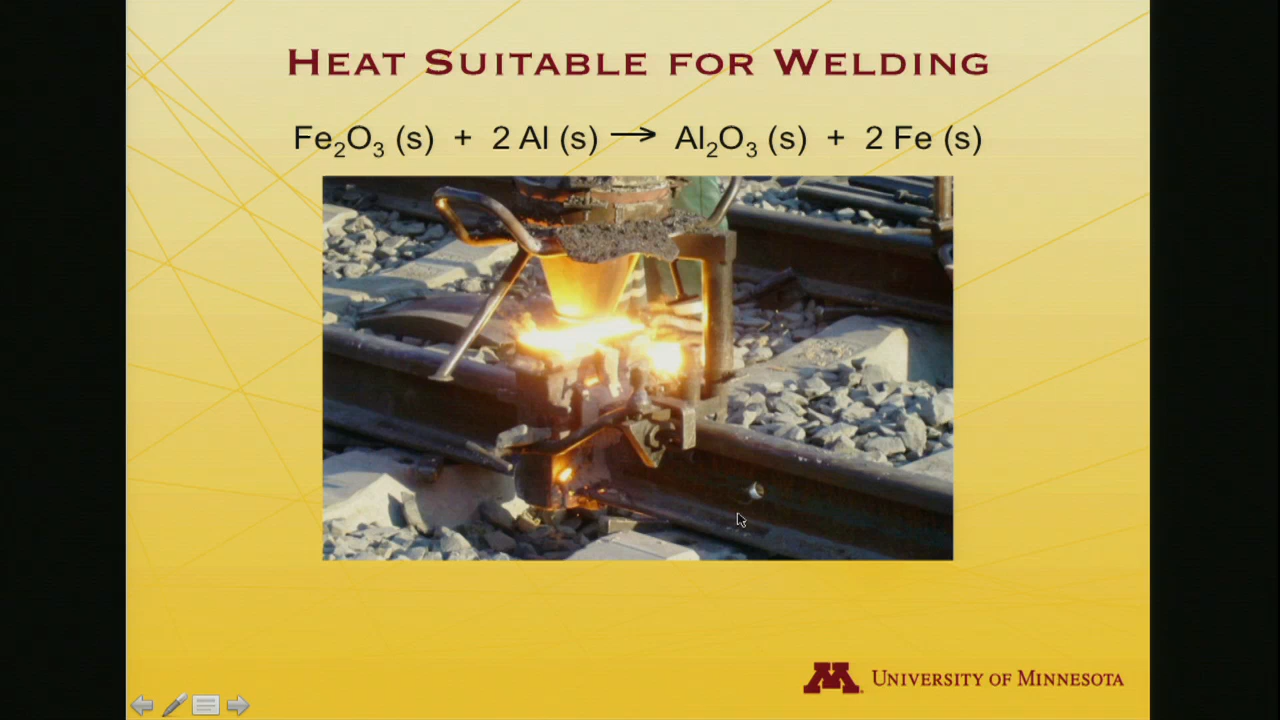 HEAT SUITABLE FOR WELDING
Fe₂O₃ (s) + 2 Al (s) → Al₂O₃ (s) + 2 Fe (s)
M UNIVERSITY OF MINNESOTA